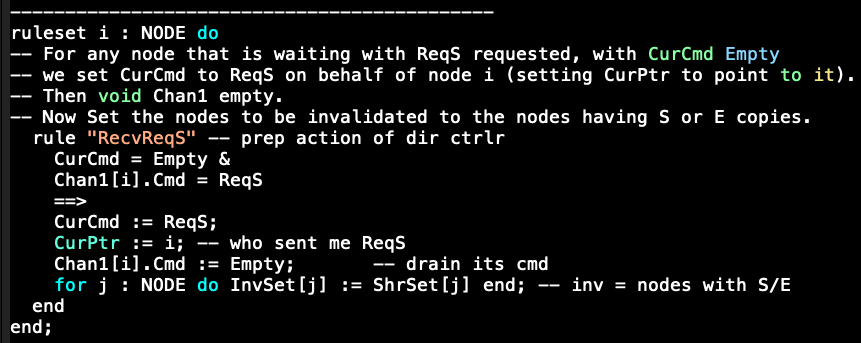 --------------------------------------------
ruleset i : NODE do
-- For any node that is waiting with ReqS requested, with CurCmd Empty
-- we set CurCmd to ReqS on behalf of node i (setting CurPtr to point to it).
-- Then void Chan1 empty.
-- Now Set the nodes to be invalidated to the nodes having S or E copies.
  rule "RecvReqS" -- prep action of dir ctrlr
    CurCmd = Empty &
    Chan1[i].Cmd = ReqS
    ==>
    CurCmd := ReqS;
    CurPtr := i; -- who sent me ReqS
    Chan1[i].Cmd := Empty;       -- drain its cmd
    for j : NODE do InvSet[j] := ShrSet[j] end; -- inv = nodes with S/E
  end
end;